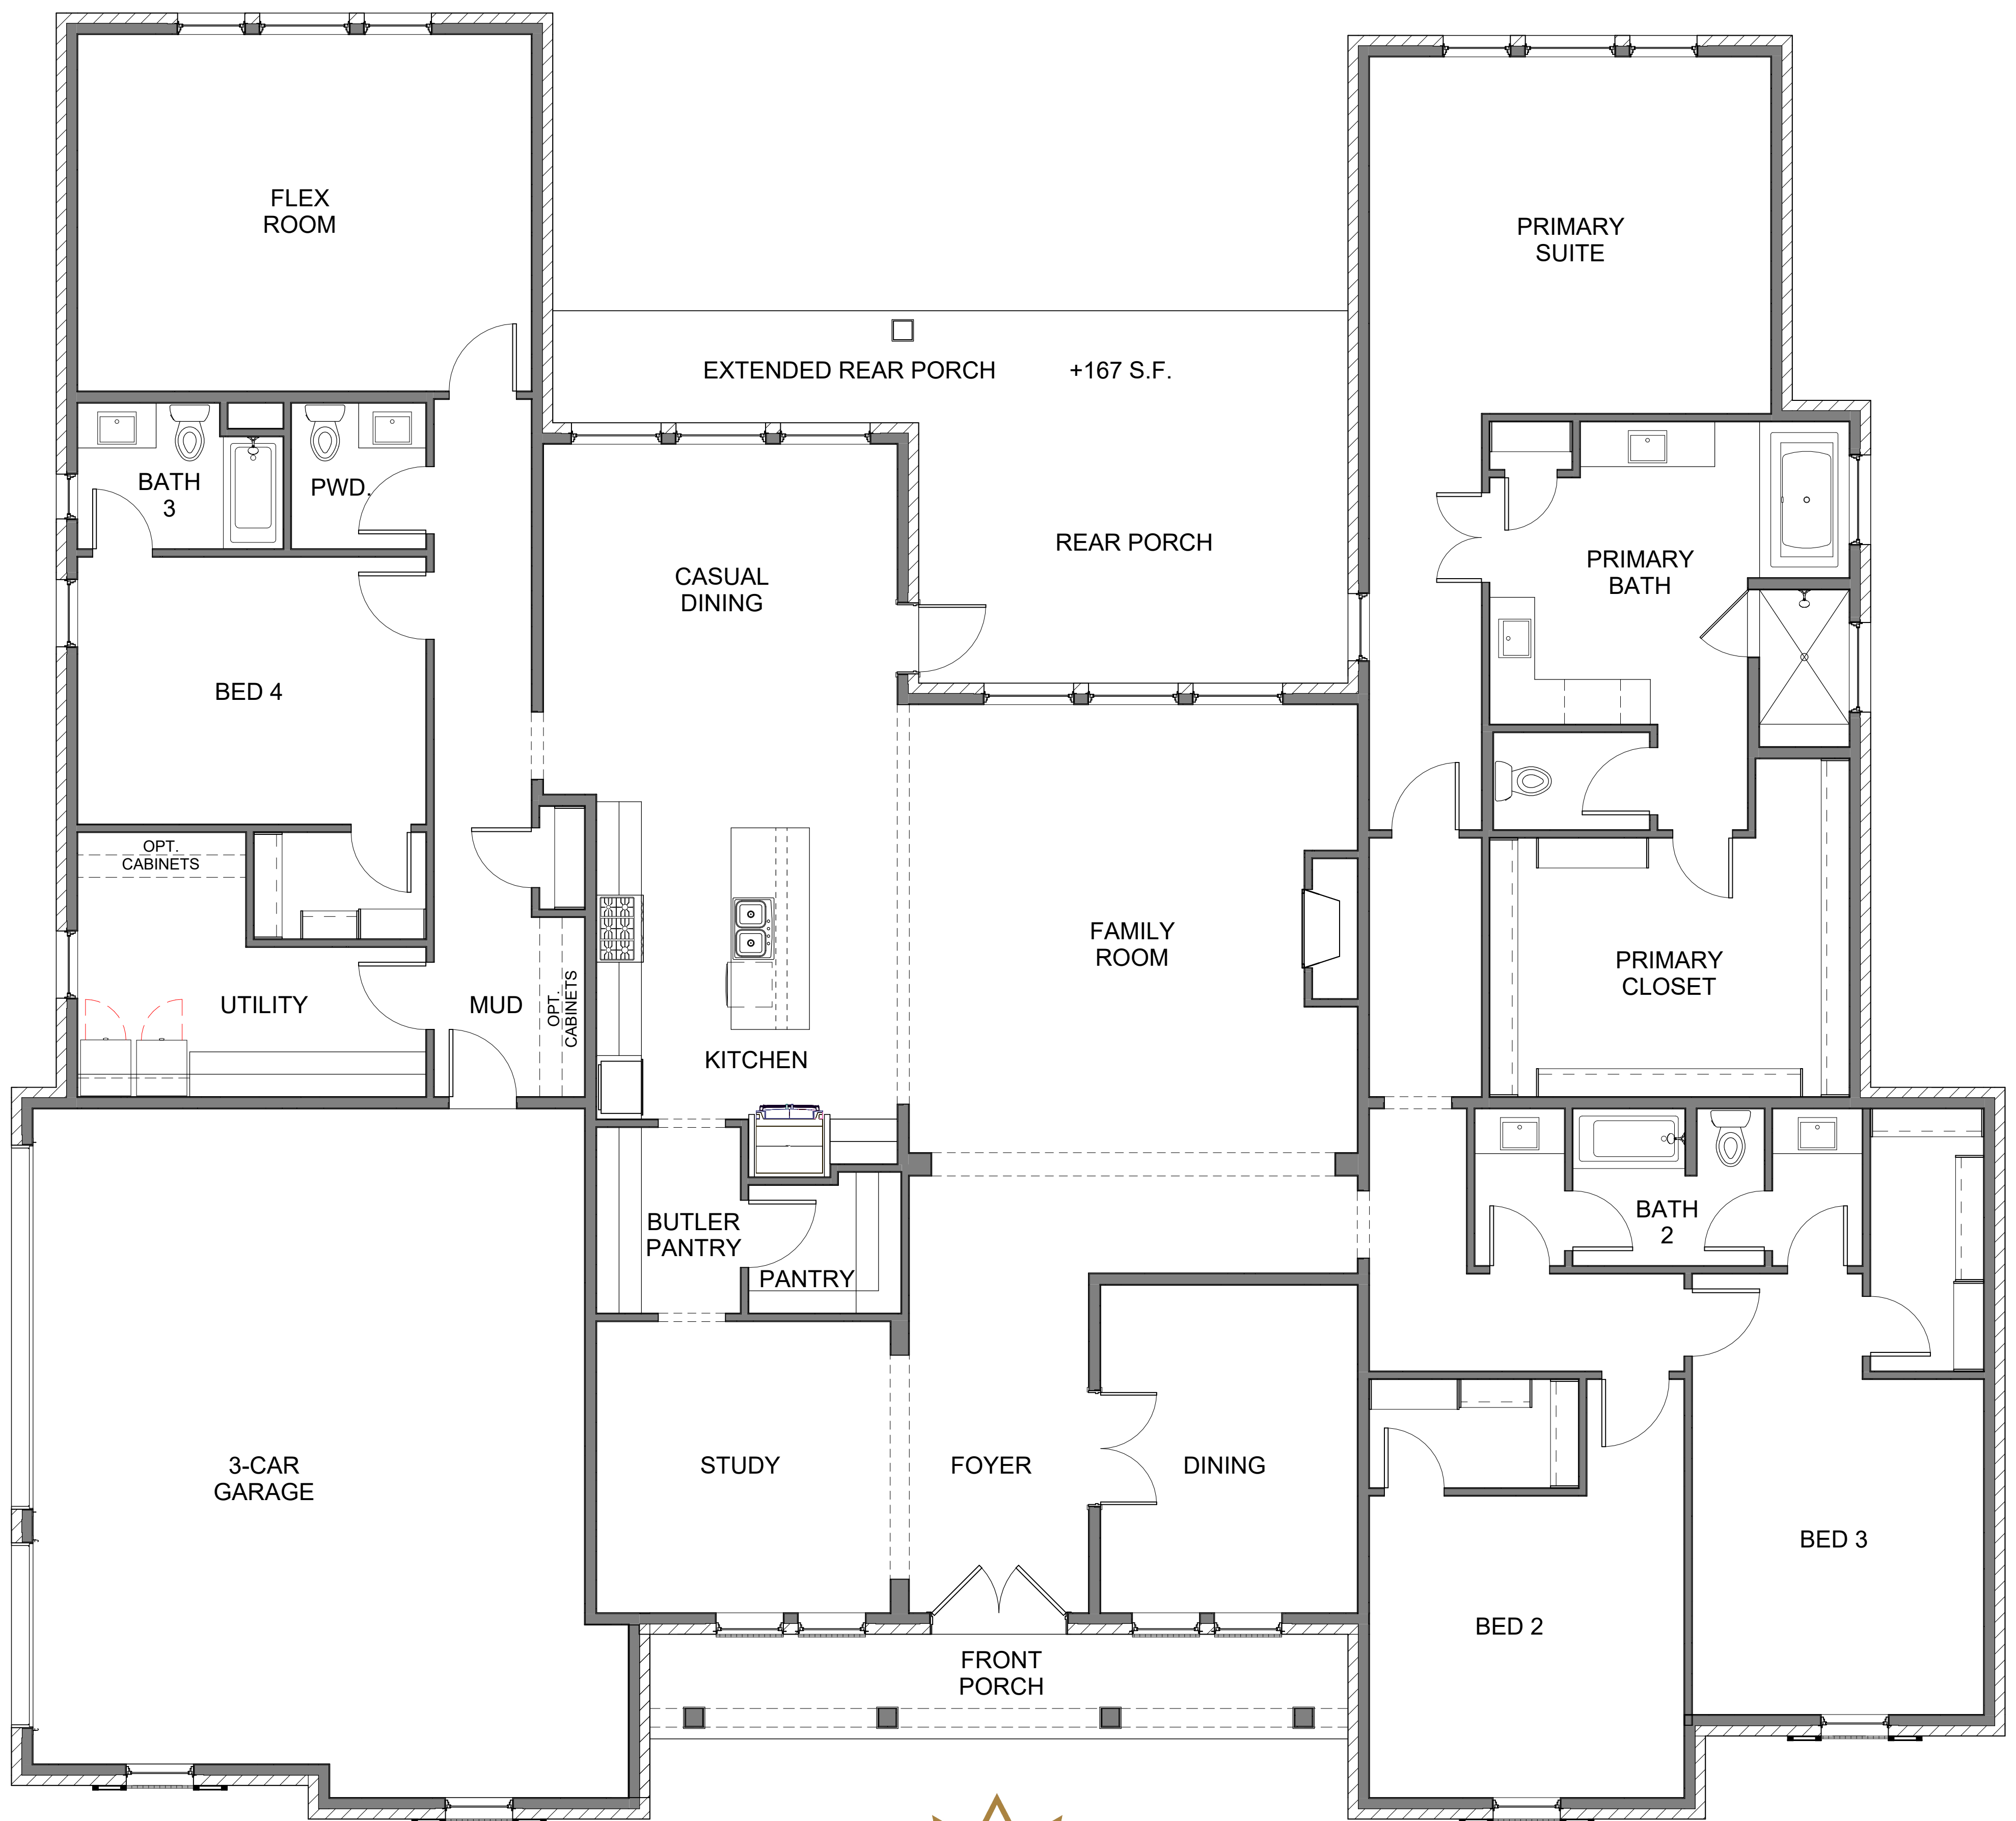 FLEX
ROOM
PRIMARY
SUITE
EXTENDED REAR PORCH +167 S.F.
BATH
3
PWD.
REAR PORCH
CASUAL
DINING
PRIMARY
BATH
BED 4
OPT.
CABINETS
FAMILY
ROOM
PRIMARY
CLOSET
UTILITY
MUD
OPT.
CABINETS
KITCHEN
BUTLER
PANTRY
PANTRY
BATH
2
3-CAR
GARAGE
STUDY
FOYER
DINING
BED 3
BED 2
FRONT
PORCH